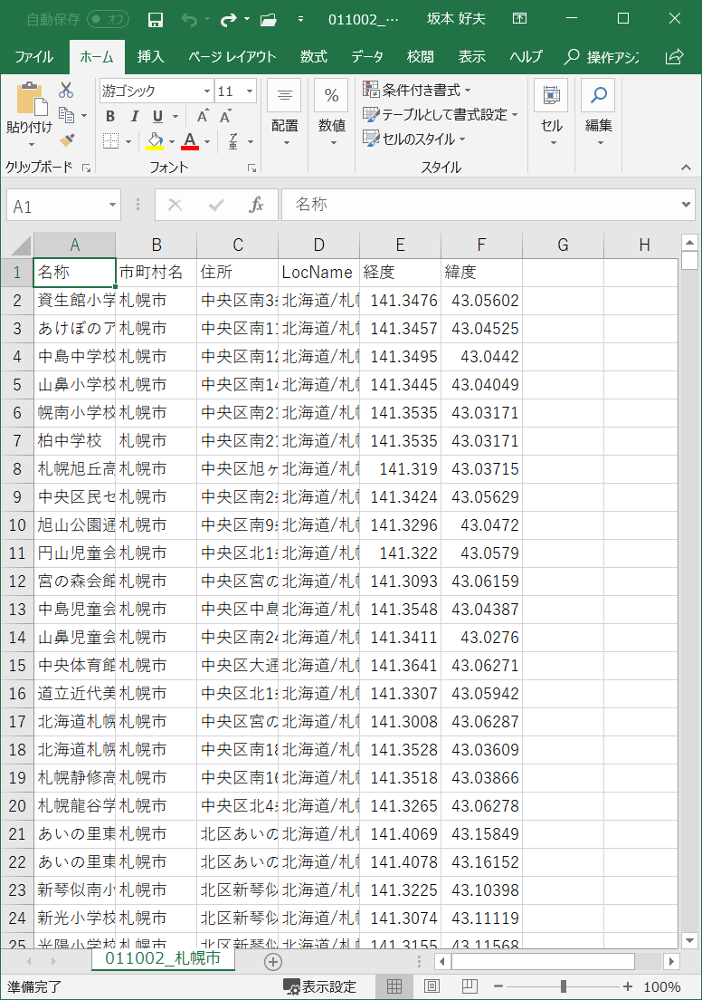 自動保存 オフ 011002_… 坂本 好夫
ファイル ホーム 挿入 ページ レイアウト 数式 データ 校閲 表示 ヘルプ 操作アシ
貼り付け
クリップボード
游ゴシック 11
B I U A A
A 亜
フォント
配置
%
数値
条件付き書式
テーブルとして書式設定
セルのスタイル
スタイル
セル
編集
A1 fx 名称
A B C D E F G H
1 名称 市町村名 住所 LocName 経度 緯度
2 資生館小学 札幌市 中央区南3 北海道/札 141.3476 43.05602
3 あけぼのア 札幌市 中央区南11 北海道/札 141.3457 43.04525
4 中島中学校 札幌市 中央区南12 北海道/札 141.3495 43.0442
5 山鼻小学校 札幌市 中央区南14 北海道/札 141.3445 43.04049
6 幌南小学校 札幌市 中央区南21 北海道/札 141.3535 43.03171
7 柏中学校 札幌市 中央区南21 北海道/札 141.3535 43.03171
8 札幌旭丘高 札幌市 中央区旭ヶ 北海道/札 141.319 43.03715
9 中央区民セ 札幌市 中央区南2 北海道/札 141.3424 43.05629
10 旭山公園通 札幌市 中央区南9 北海道/札 141.3296 43.0472
11 円山児童会 札幌市 中央区北1 北海道/札 141.322 43.0579
12 宮の森会館 札幌市 中央区宮の 北海道/札 141.3093 43.06159
13 中島児童会 札幌市 中央区中島 北海道/札 141.3548 43.04387
14 山鼻児童会 札幌市 中央区南24 北海道/札 141.3411 43.0276
15 中央体育館 札幌市 中央区大通 北海道/札 141.3641 43.06271
16 道立近代美 札幌市 中央区北1 北海道/札 141.3307 43.05942
17 北海道札幌 札幌市 中央区宮の 北海道/札 141.3008 43.06287
18 北海道札幌 札幌市 中央区南18 北海道/札 141.3528 43.03609
19 札幌静修高 札幌市 中央区南16 北海道/札 141.3518 43.03866
20 札幌龍谷学 札幌市 中央区北4 北海道/札 141.3265 43.06278
21 あいの里東 札幌市 北区あいの 北海道/札 141.4069 43.15849
22 あいの里東 札幌市 北区あいの 北海道/札 141.4078 43.16152
23 新琴似南小 札幌市 北区新琴似 北海道/札 141.3225 43.10398
24 新光小学校 札幌市 北区新琴似 北海道/札 141.3074 43.11119
25 光陽小学校 札幌市 北区新琴似 北海道/札 141.3155 43.11568
011002_札幌市
準備完了 表示設定 100%